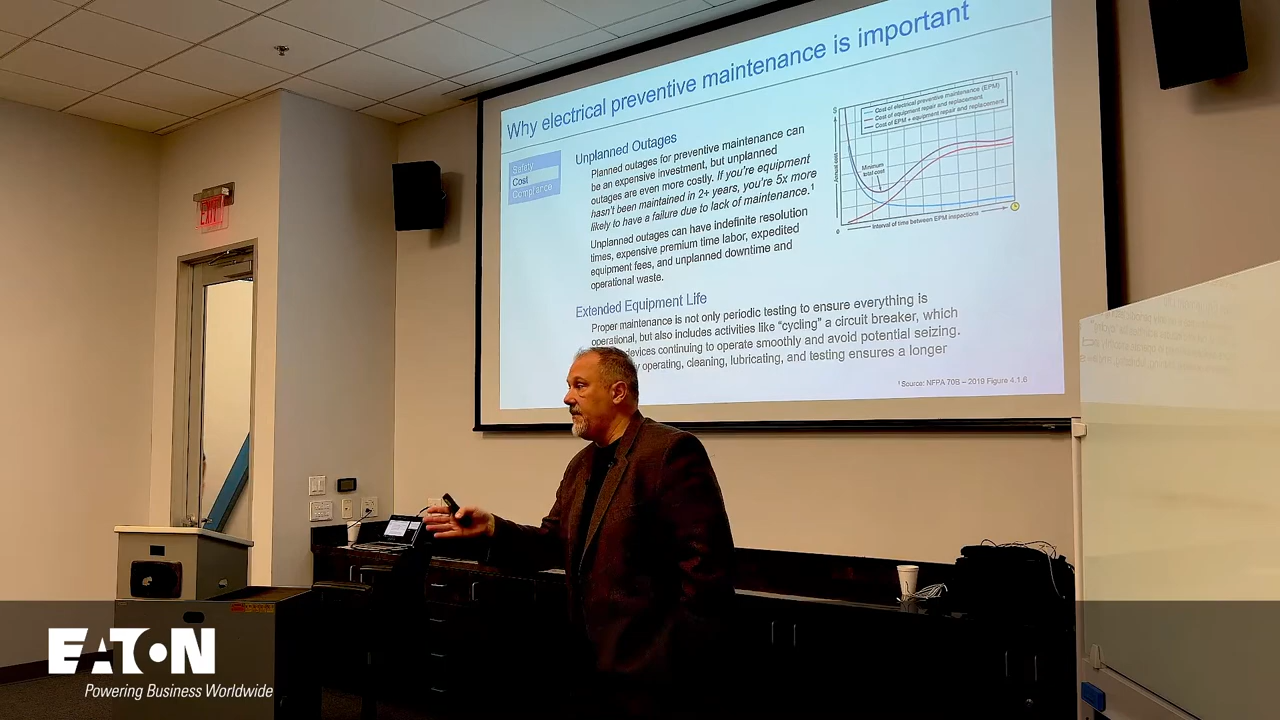 Why electrical preventive maintenance is important
Safety
Cost
Compliance
Unplanned Outages
Planned outages for preventive maintenance can
be an expensive investment, but unplanned
outages are even more costly. If you're equipment
hasn't been maintained in 2+ years, you're 5x more
likely to have a failure due to lack of maintenance.¹
Unplanned outages can have indefinite resolution
times, expensive premium time labor, expedited
equipment fees, and unplanned downtime and
operational waste.
Extended Equipment Life
Proper maintenance is not only periodic testing to ensure everything is
operational, but also includes activities like "cycling" a circuit breaker, which
devices continuing to operate smoothly and avoid potential seizing.
operating, cleaning, lubricating, and testing ensures a longer
$
Cost of electrical preventive maintenance (EPM)
Cost of equipment repair and replacement
Cost of EPM + equipment repair and replacement
Annual cost
Minimum
total cost
0
Interval of time between EPM inspections
¹ Source: NFPA 70B – 2019 Figure 4.1.6
EXIT
EATON
Powering Business Worldwide